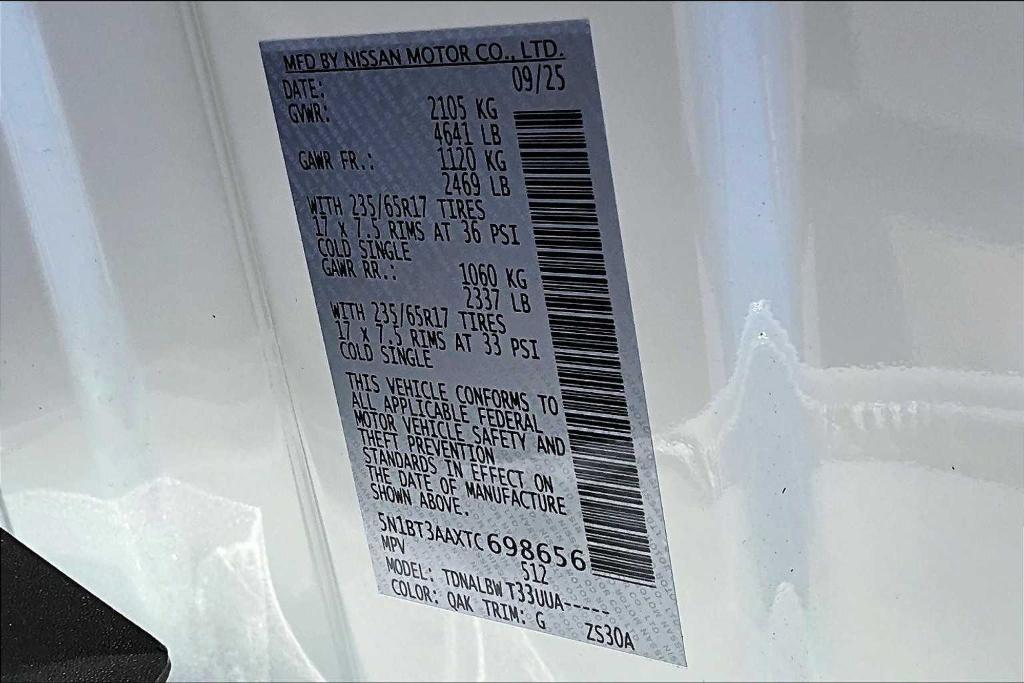 MFD BY NISSAN MOTOR CO., LTD.
DATE: 09/25
GVWR: 2105 KG
4641 LB
GAWR FR.: 1120 KG
2469 LB
WITH 235/65R17 TIRES
17 X 7.5 RIMS AT 36 PSI
COLD SINGLE
GAWR RR.: 1060 KG
2337 LB
WITH 235/65R17 TIRES
17 X 7.5 RIMS AT 33 PSI
COLD SINGLE
THIS VEHICLE CONFORMS TO
ALL APPLICABLE FEDERAL
MOTOR VEHICLE SAFETY AND
THEFT PREVENTION
STANDARDS IN EFFECT ON
THE DATE OF MANUFACTURE
SHOWN ABOVE.
5N1BT3AAXTC698656
MPV 512
MODEL: TDNALBW T33UUA-----
COLOR: QAK TRIM: G ZS30A